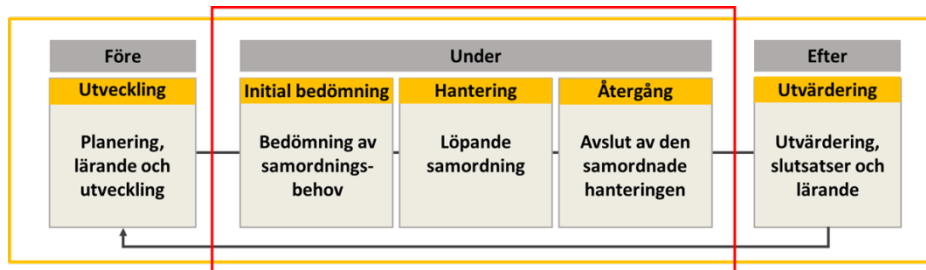 Före
Under
Efter
Utveckling
Planering,
lärande och
utveckling
Initial bedömning
Bedömning av
samordnings-
behov
Hantering
Löpande
samordning
Återgång
Avslut av den
samordnade
hanteringen
Utvärdering
Utvärdering,
slutsatser och
lärande